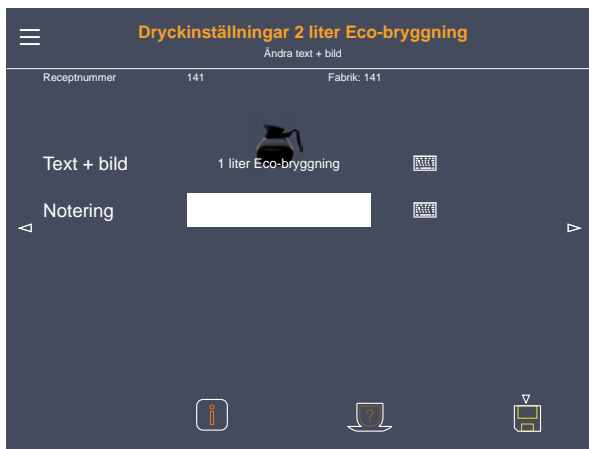 Dryckinställningar 2 liter Eco-bryggning
Ändra text + bild
Receptnummer 141 Fabrik: 141
Text + bild 1 liter Eco-bryggning
Notering